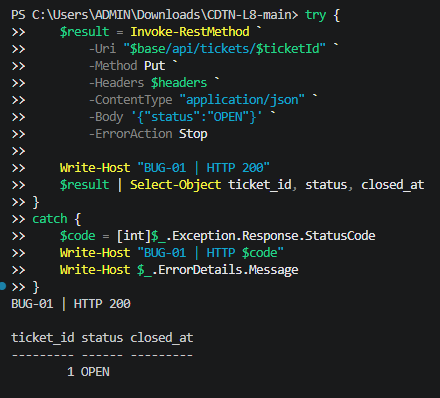 PS C:\Users\ADMIN\Downloads\CDTN-L8-main> try {
>>     $result = Invoke-RestMethod `
>>         -Uri "$base/api/tickets/$ticketId" `
>>         -Method Put `
>>         -Headers $headers `
>>         -ContentType "application/json" `
>>         -Body '{"status":"OPEN"}' `
>>         -ErrorAction Stop
>>
>>     Write-Host "BUG-01 | HTTP 200"
>>     $result | Select-Object ticket_id, status, closed_at
>> }
>> catch {
>>     $code = [int]$_.Exception.Response.StatusCode
>>     Write-Host "BUG-01 | HTTP $code"
>>     Write-Host $_.ErrorDetails.Message
>> }
BUG-01 | HTTP 200

ticket_id status closed_at
--------- ------ ---------
        1 OPEN